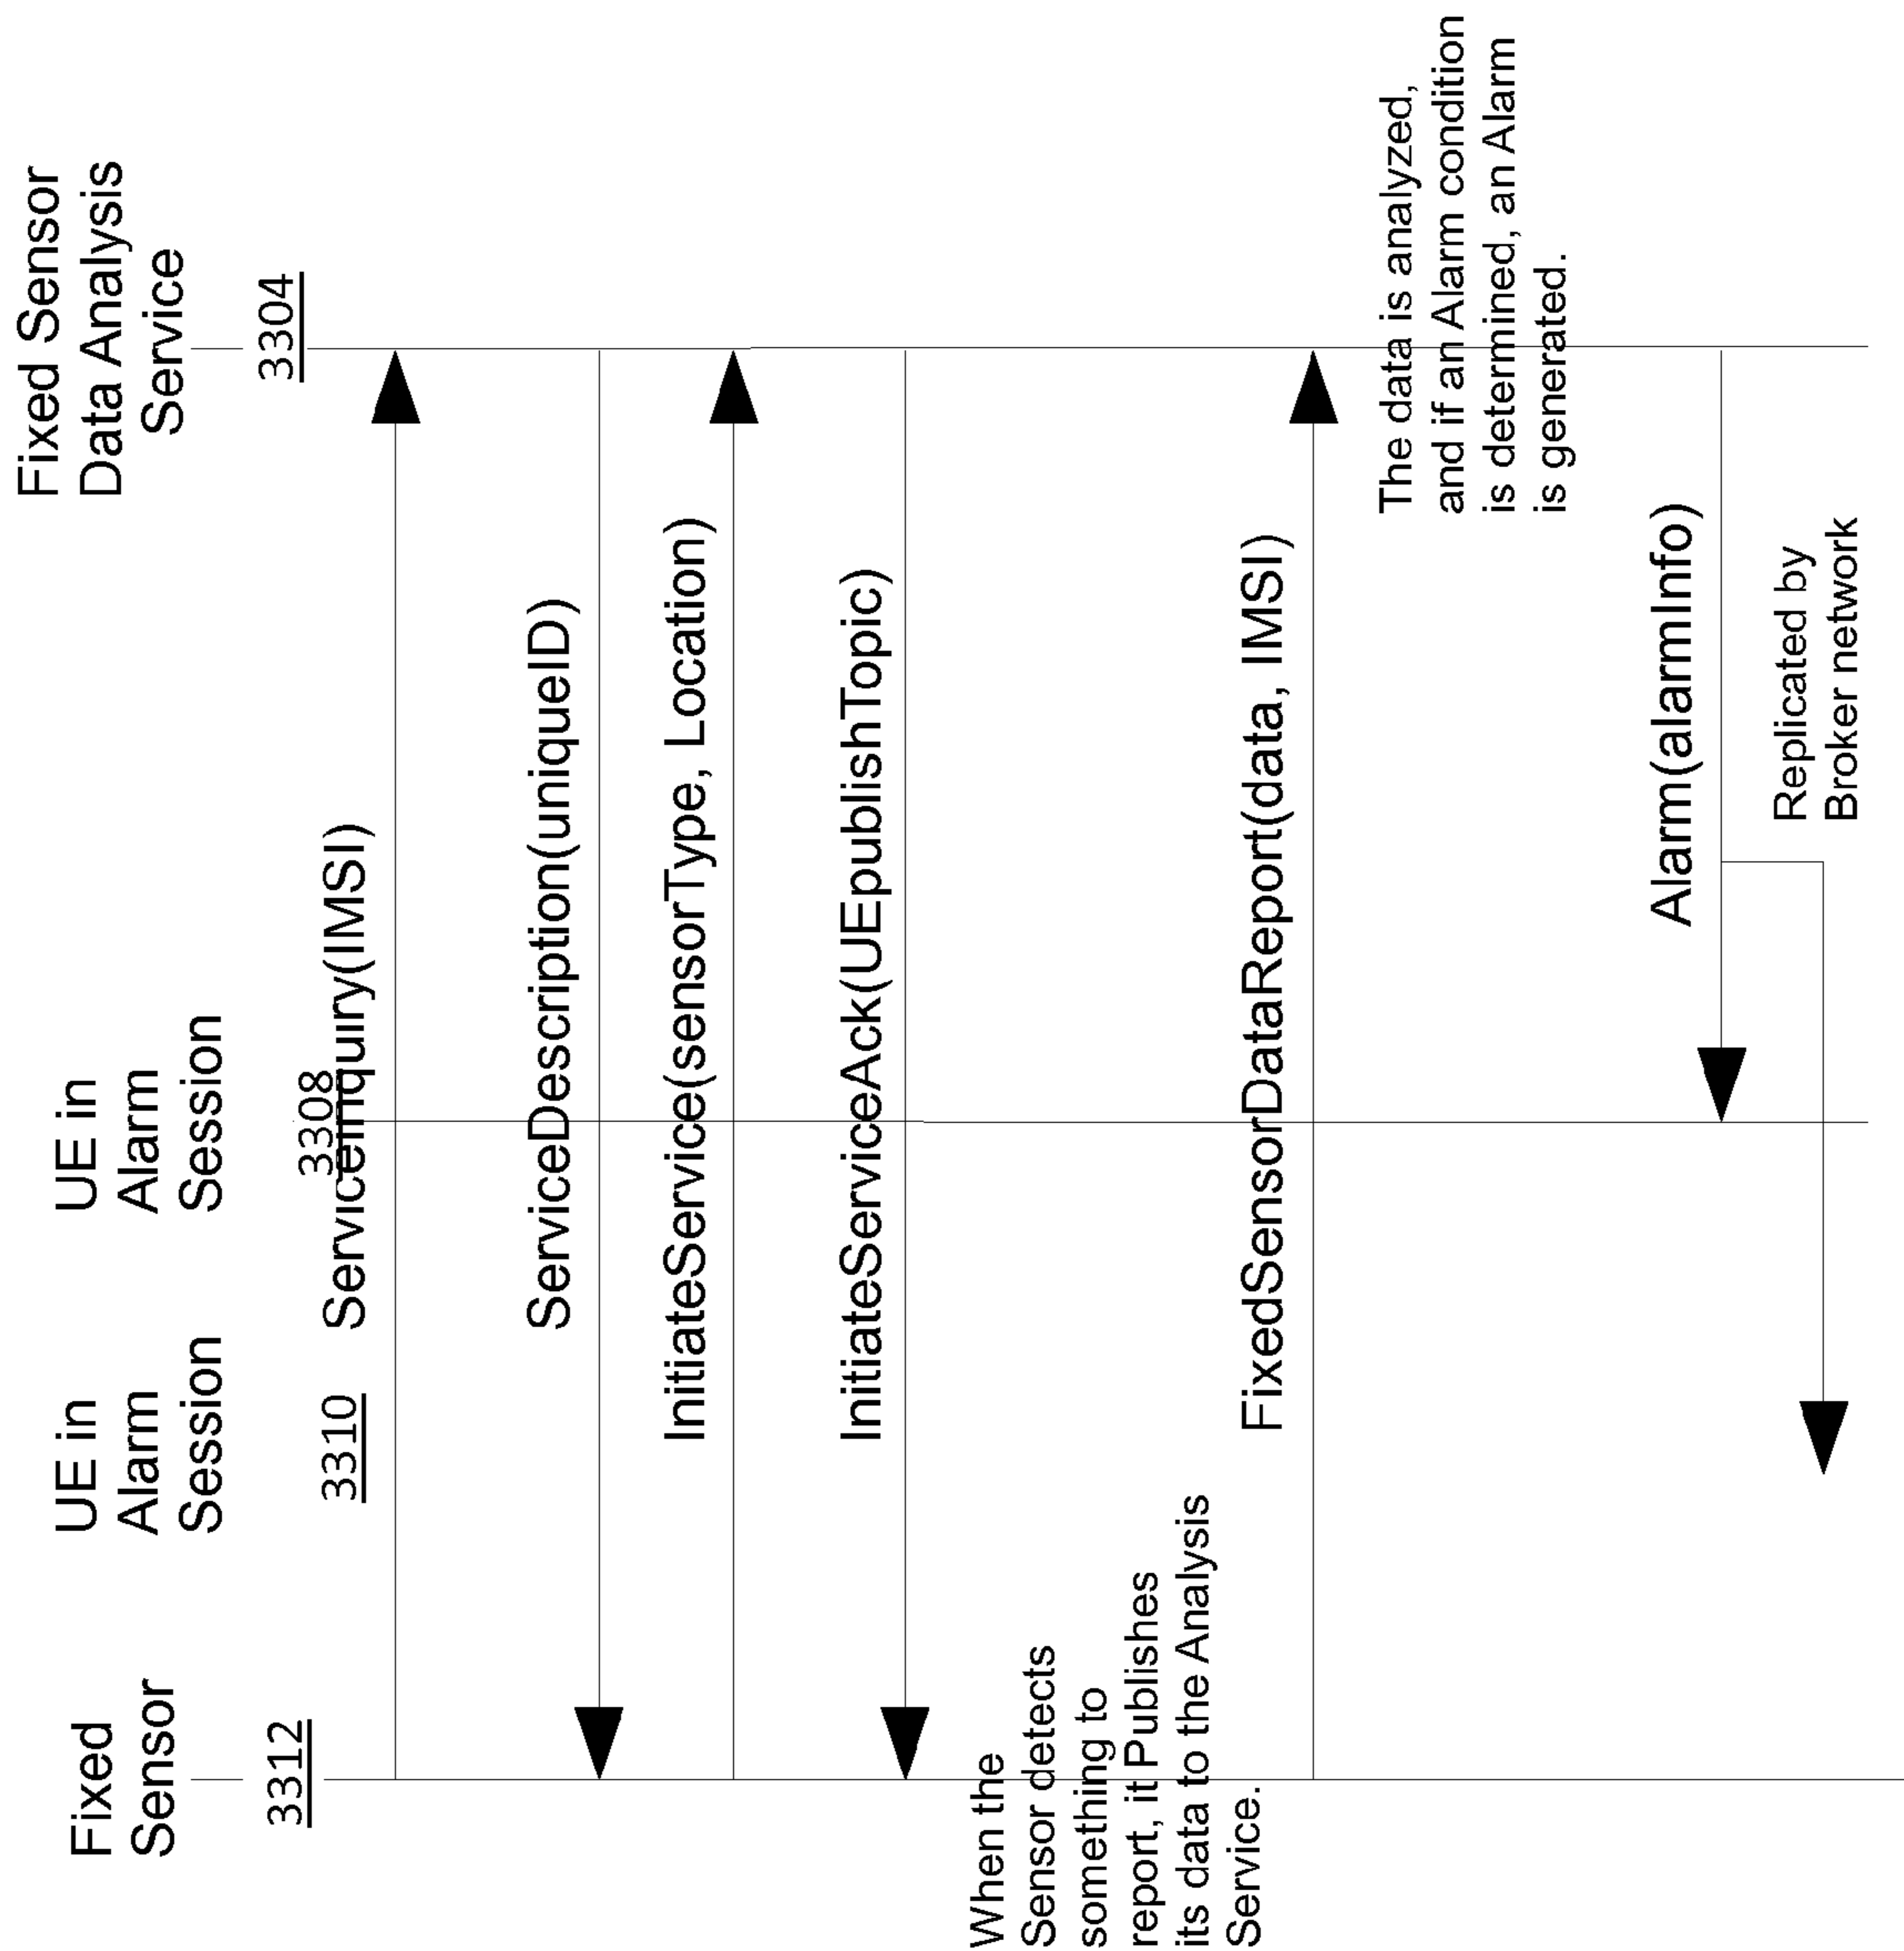 Fixed
Sensor
3312
UE in
Alarm
Session
3310
UE in
Alarm
Session
3308
Fixed Sensor
Data Analysis
Service
3304
ServiceInquiry(IMSI)
ServiceDescription(uniqueID)
InitiateService(sensorType, Location)
InitiateServiceAck(UEpublishTopic)
When the
Sensor detects
something to
report, it Publishes
its data to the Analysis
Service.
FixedSensorDataReport(data, IMSI)
The data is analyzed,
and if an Alarm condition
is determined, an Alarm
is generated.
Alarm(alarmInfo)
Replicated by
Broker network